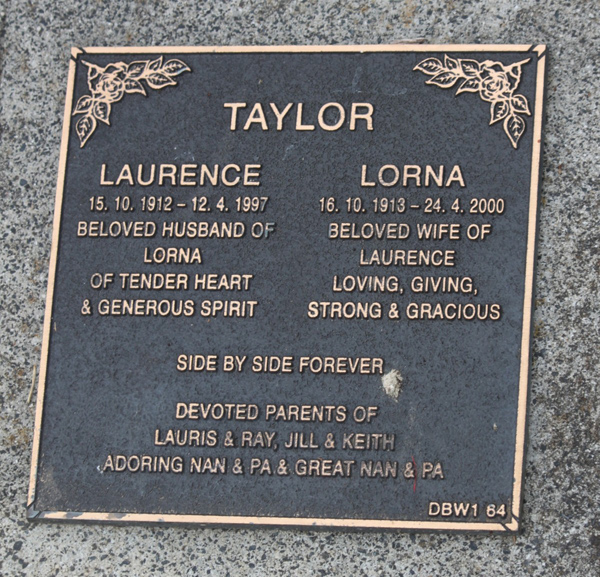 TAYLOR
LAURENCE
15. 10. 1912 – 12. 4. 1997
BELOVED HUSBAND OF
LORNA
OF TENDER HEART
& GENEROUS SPIRIT
LORNA
16. 10. 1913 – 24. 4. 2000
BELOVED WIFE OF
LAURENCE
LOVING, GIVING,
STRONG & GRACIOUS
SIDE BY SIDE FOREVER
DEVOTED PARENTS OF
LAURIS & RAY, JILL & KEITH
ADORING NAN & PA & GREAT NAN & PA
DBW1 64